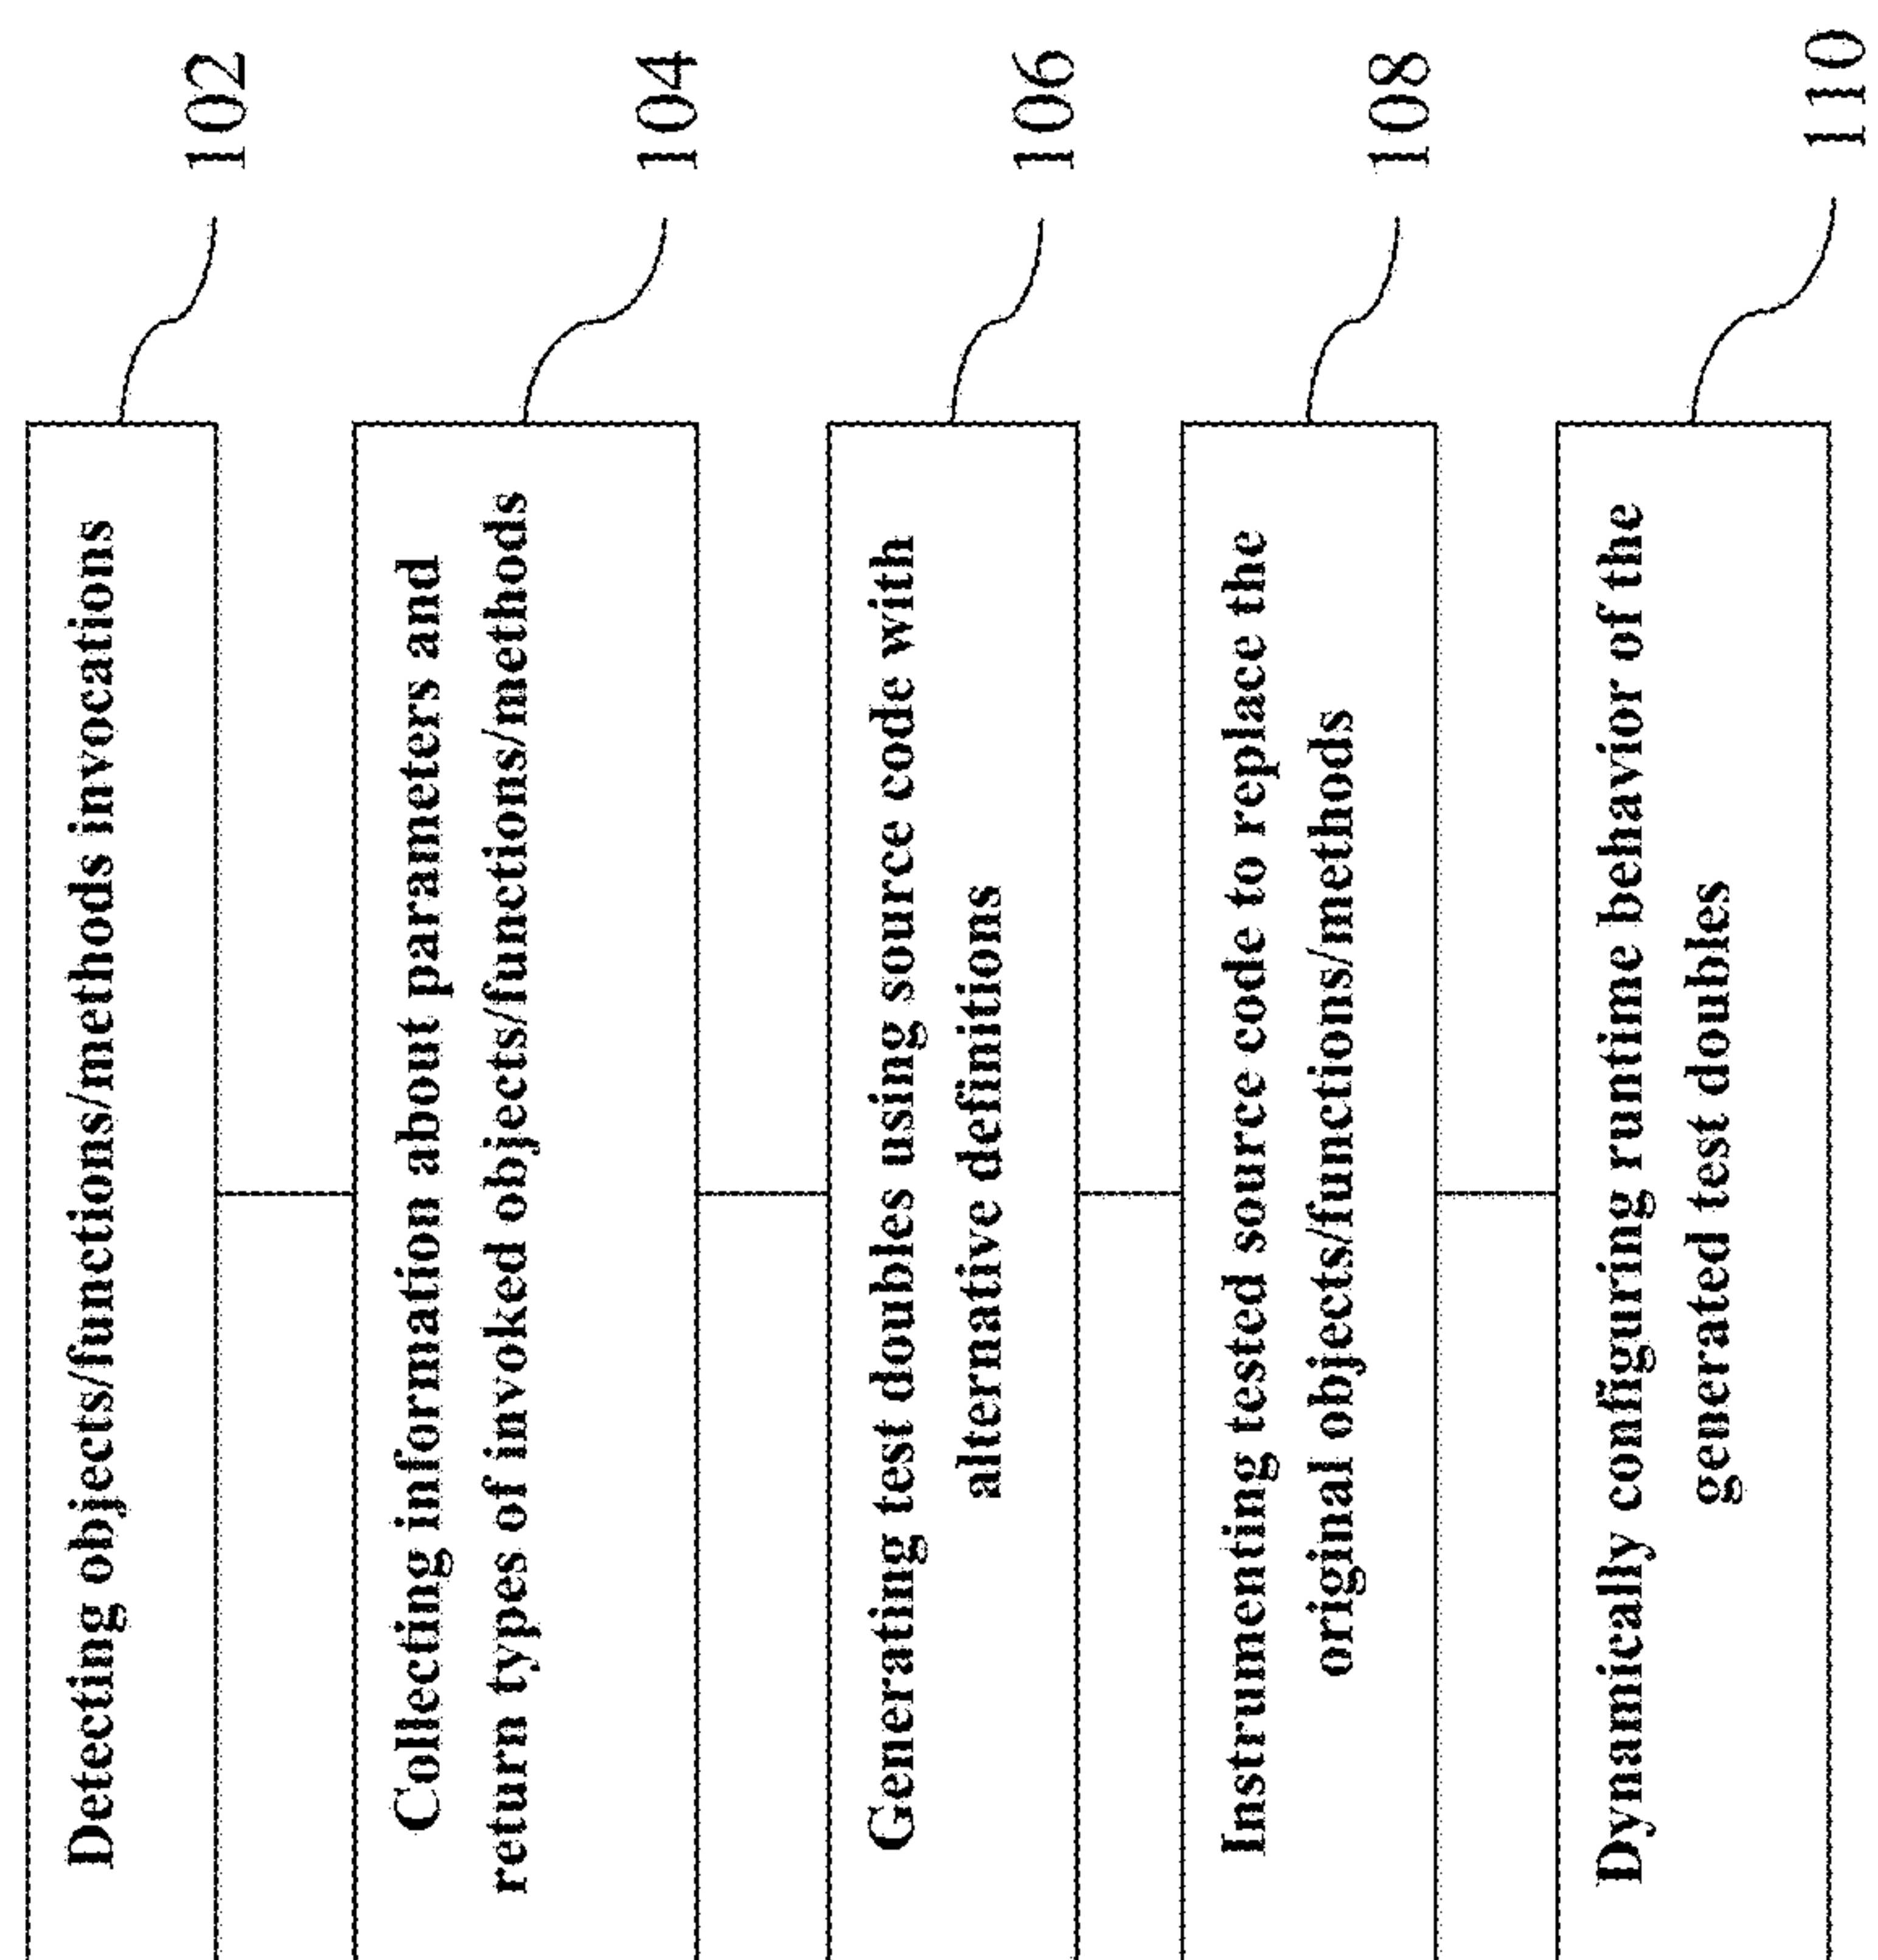 Detecting objects/functions/methods invocations
102
Collecting information about parameters and
return types of invoked objects/functions/methods
104
Generating test doubles using source code with
alternative definitions
106
Instrumenting tested source code to replace the
original objects/functions/methods
108
Dynamically configuring runtime behavior of the
generated test doubles
110